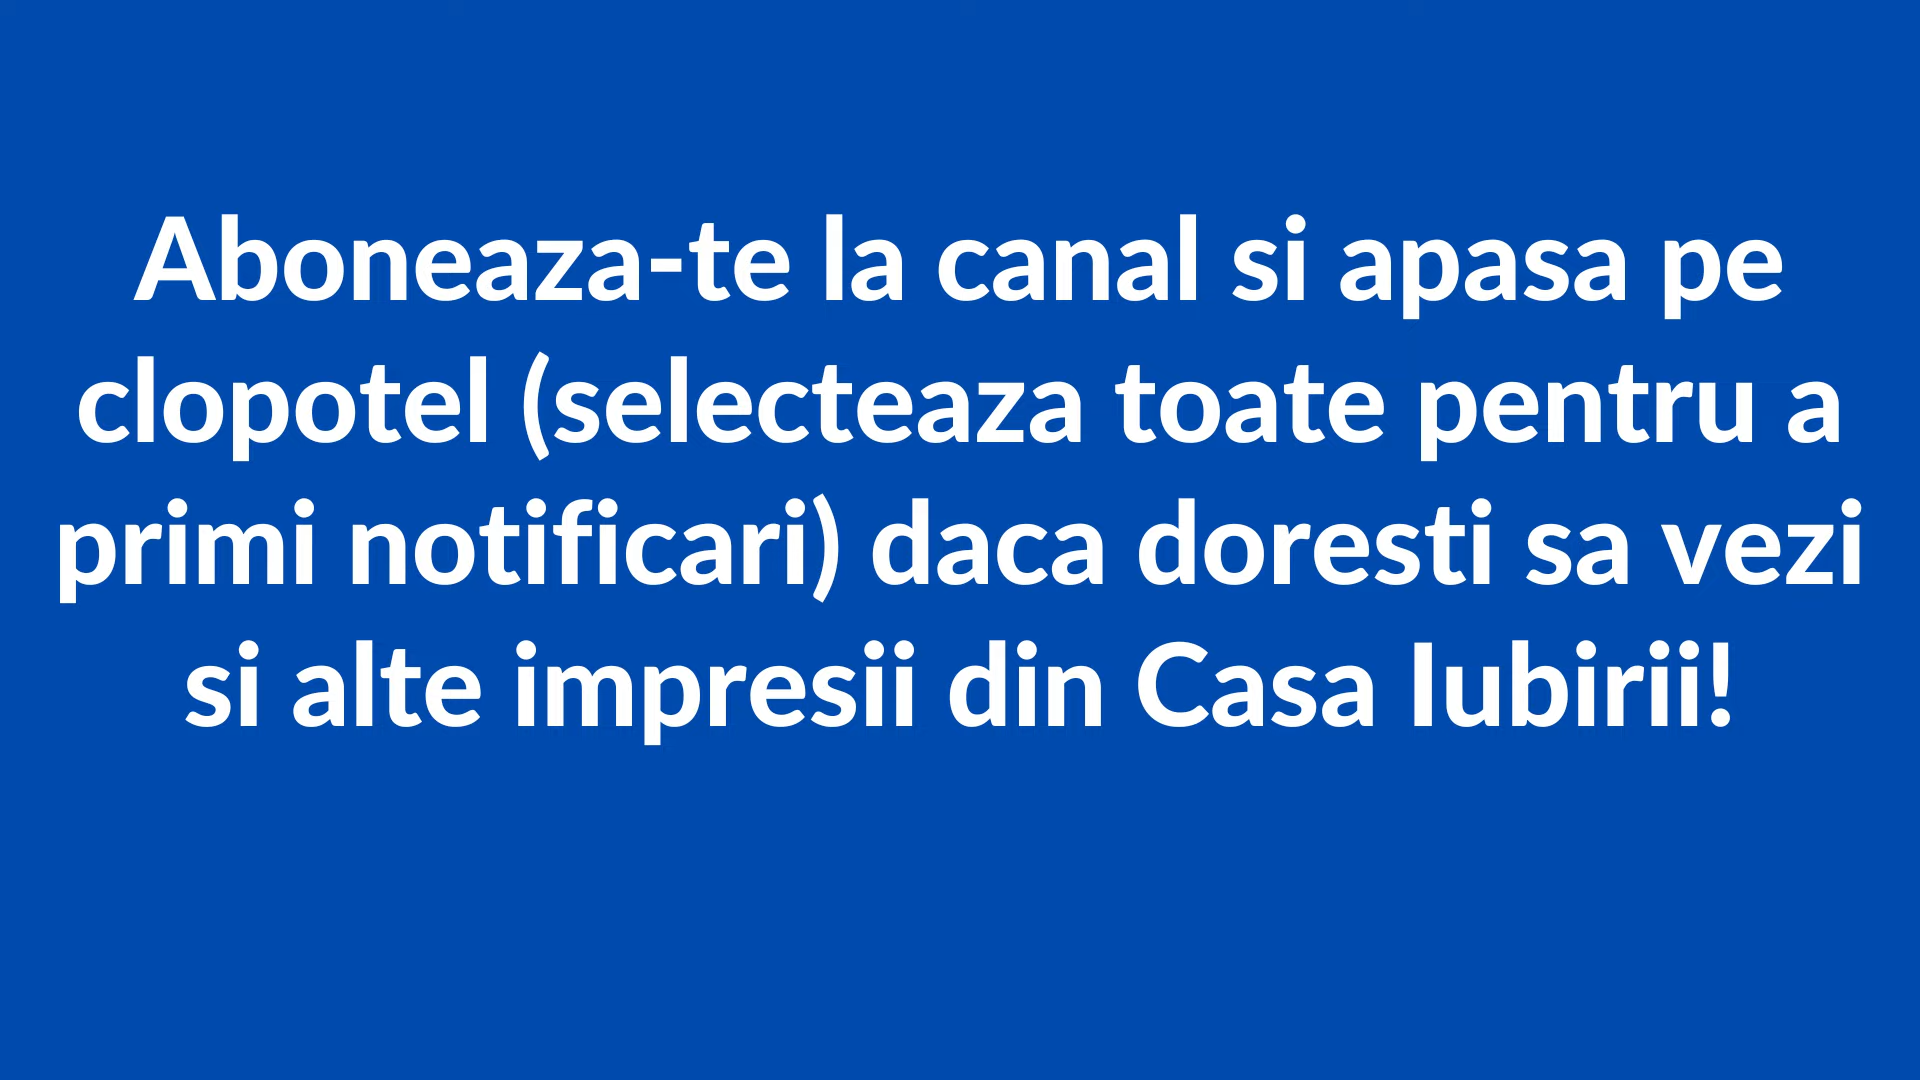 Aboneaza-te la canal si apasa pe
clopotel (selecteaza toate pentru a
primi notificari) daca doresti sa vezi
si alte impresii din Casa Iubirii!